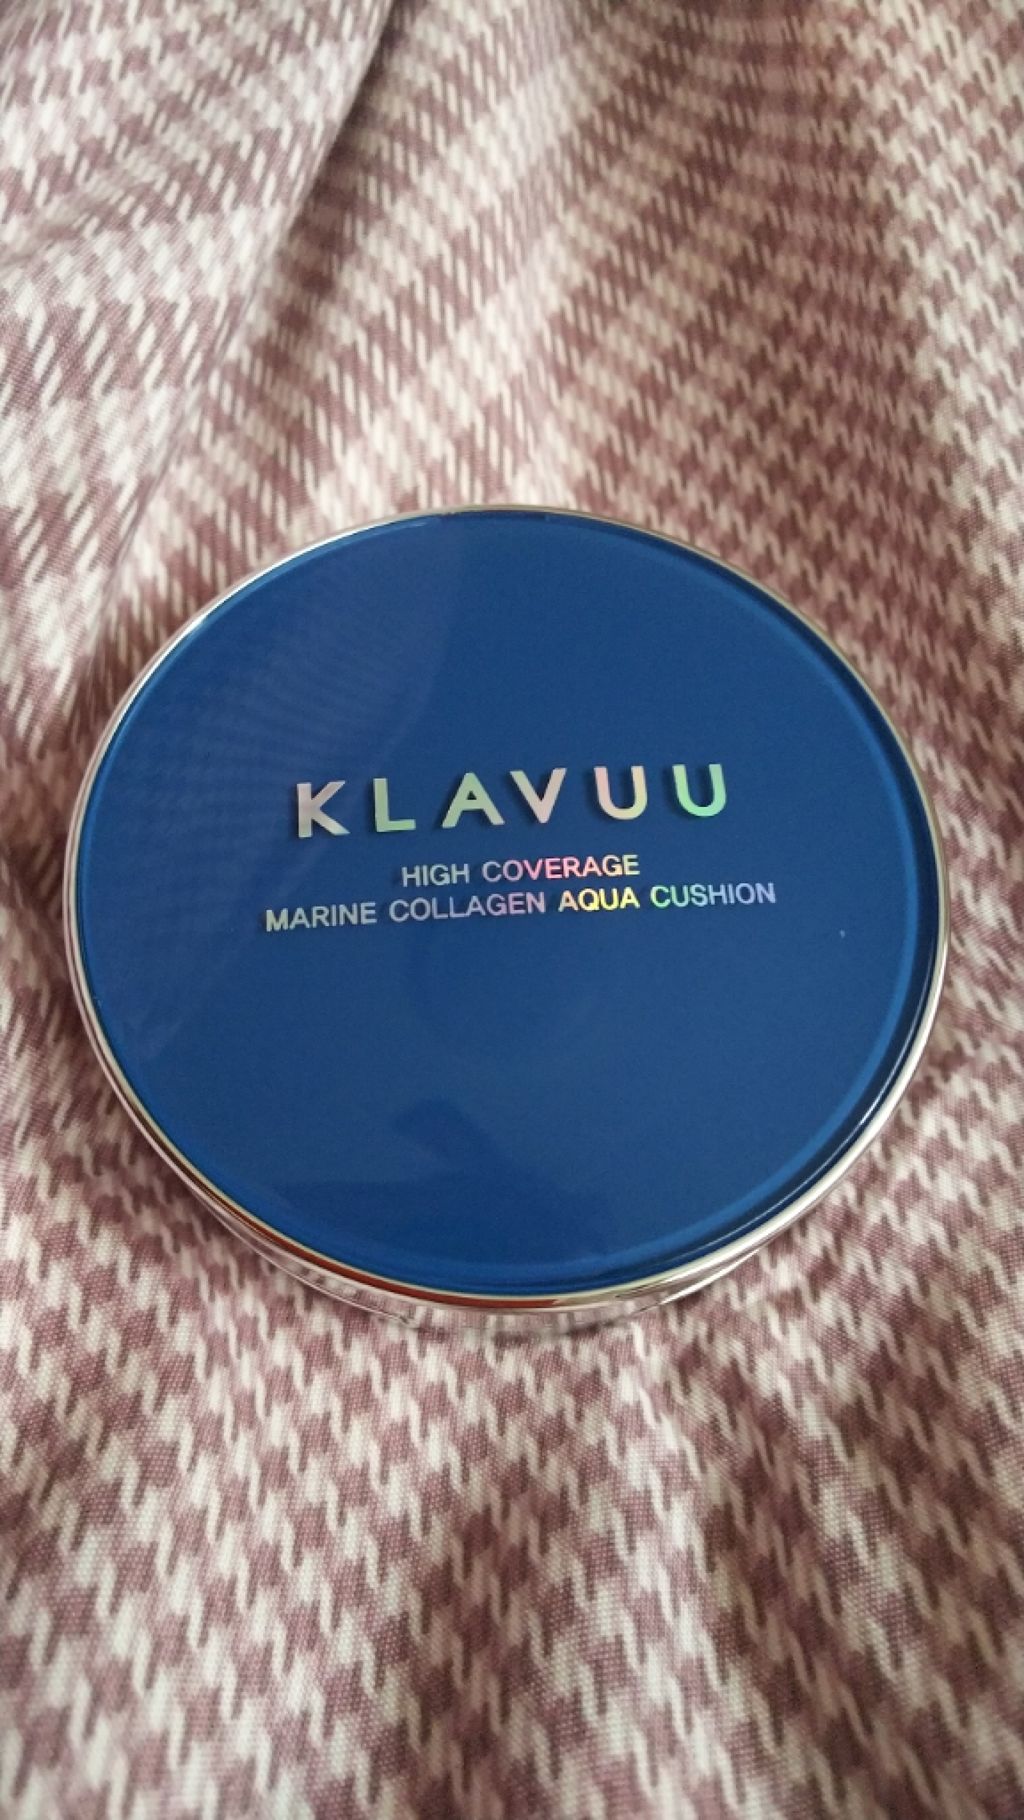 KLAVUU
HIGH COVERAGE
MARINE COLLAGEN AQUA CUSHION